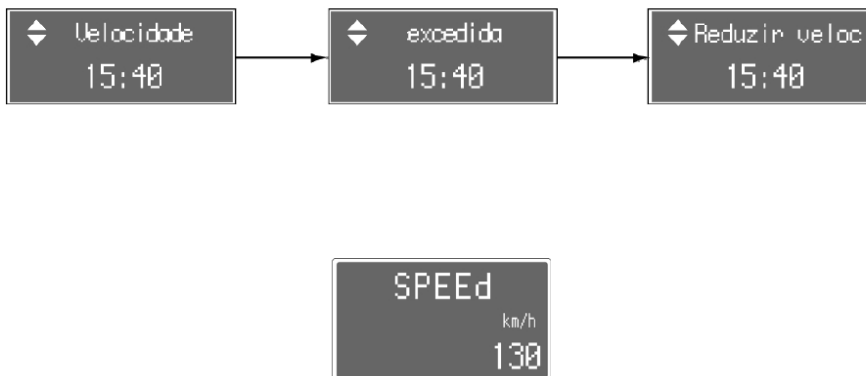 Velocidade
15:40
excedida
15:40
Reduzir veloc
15:40
SPEEd
km/h
130